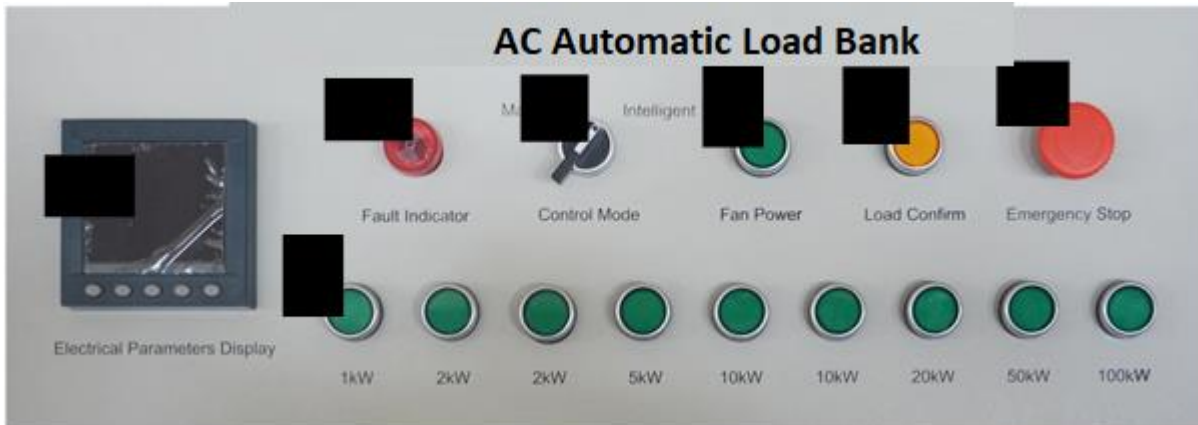 AC Automatic Load Bank
Intelligent
Fault Indicator
Control Mode
Fan Power
Load Confirm
Emergency Stop
Electrical Parameters Display
1kW
2kW
2kW
5kW
10kW
10kW
20kW
50kW
100kW